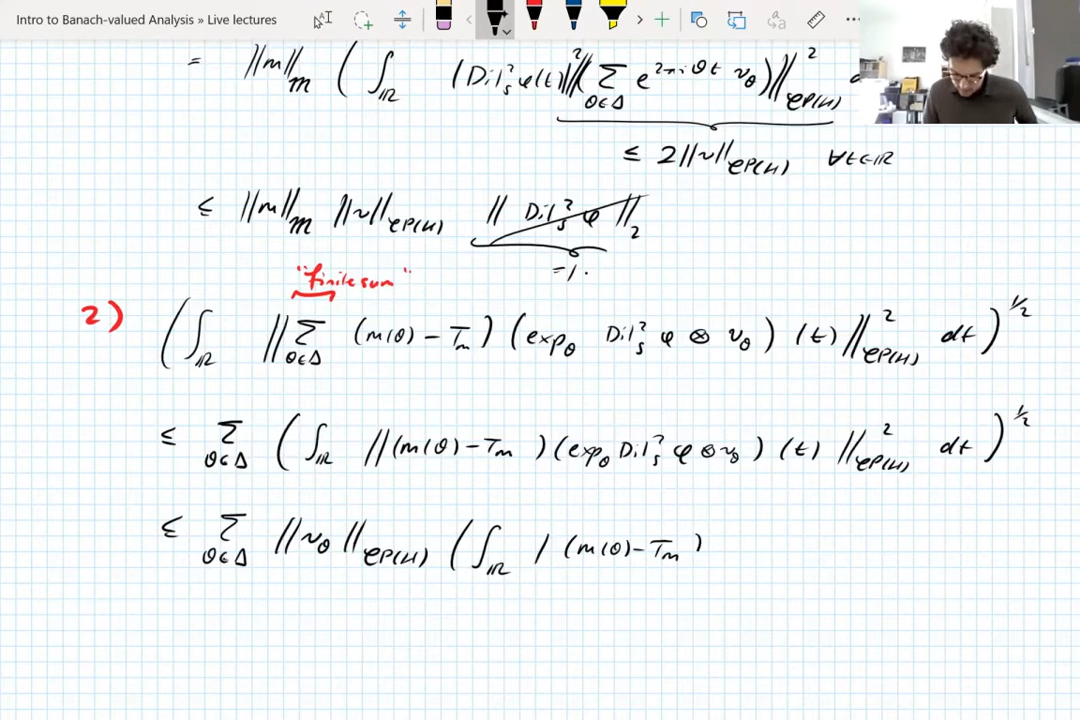 Intro to Banach-valued Analysis » Live lectures
= ||m||_m ( ∫_ℝ |Dil_s^2 φ(t)|^2 || Σ_{θ∈Δ} e^{2πiθt} v_θ ) ||^2_{ℓ^p(H)} d
≤ 2 ||v||_{ℓ^p(H)} ∀t∈ℝ
≤ ||m||_m ||v||_{ℓ^p(H)} || Dil_s^2 φ ||_2
= 1.
"finite sum"
2) ( ∫_ℝ || Σ_{θ∈Δ} (m(θ) - T_m) (exp_θ Dil_s^2 φ ⊗ v_θ) (t) ||^2_{ℓ^p(H)} dt )^{1/2}
≤ Σ_{θ∈Δ} ( ∫_ℝ || (m(θ) - T_m) (exp_θ Dil_s^2 φ ⊗ v_θ) (t) ||^2_{ℓ^p(H)} dt )^{1/2}
≤ Σ_{θ∈Δ} || v_θ ||_{ℓ^p(H)} ( ∫_ℝ | (m(θ) - T_m)